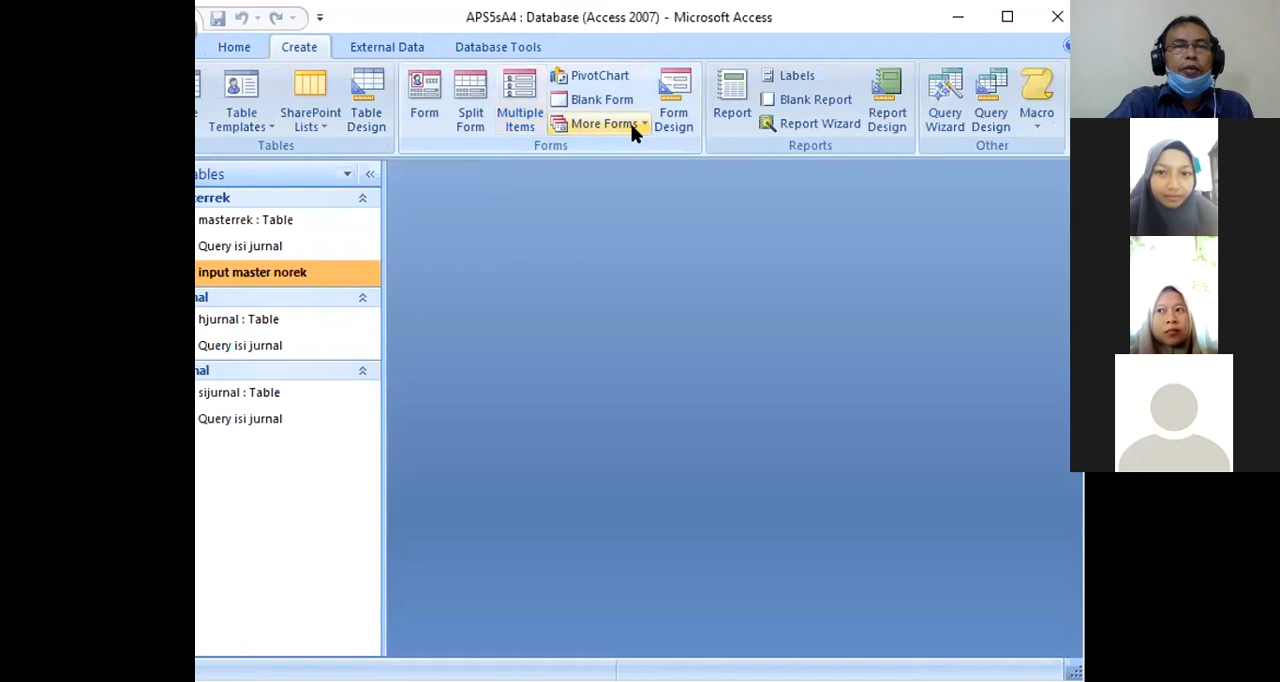 APS5sA4 : Database (Access 2007) - Microsoft Access
Home Create External Data Database Tools
Table Templates
SharePoint Lists
Table Design
Tables
Form
Split Form
Multiple Items
PivotChart
Blank Form
More Forms
Form Design
Forms
Report
Labels
Blank Report
Report Wizard
Report Design
Reports
Query Wizard
Query Design
Macro
Other
ables
terrek
masterrek : Table
Query isi jurnal
input master norek
nal
hjurnal : Table
Query isi jurnal
nal
sijurnal : Table
Query isi jurnal